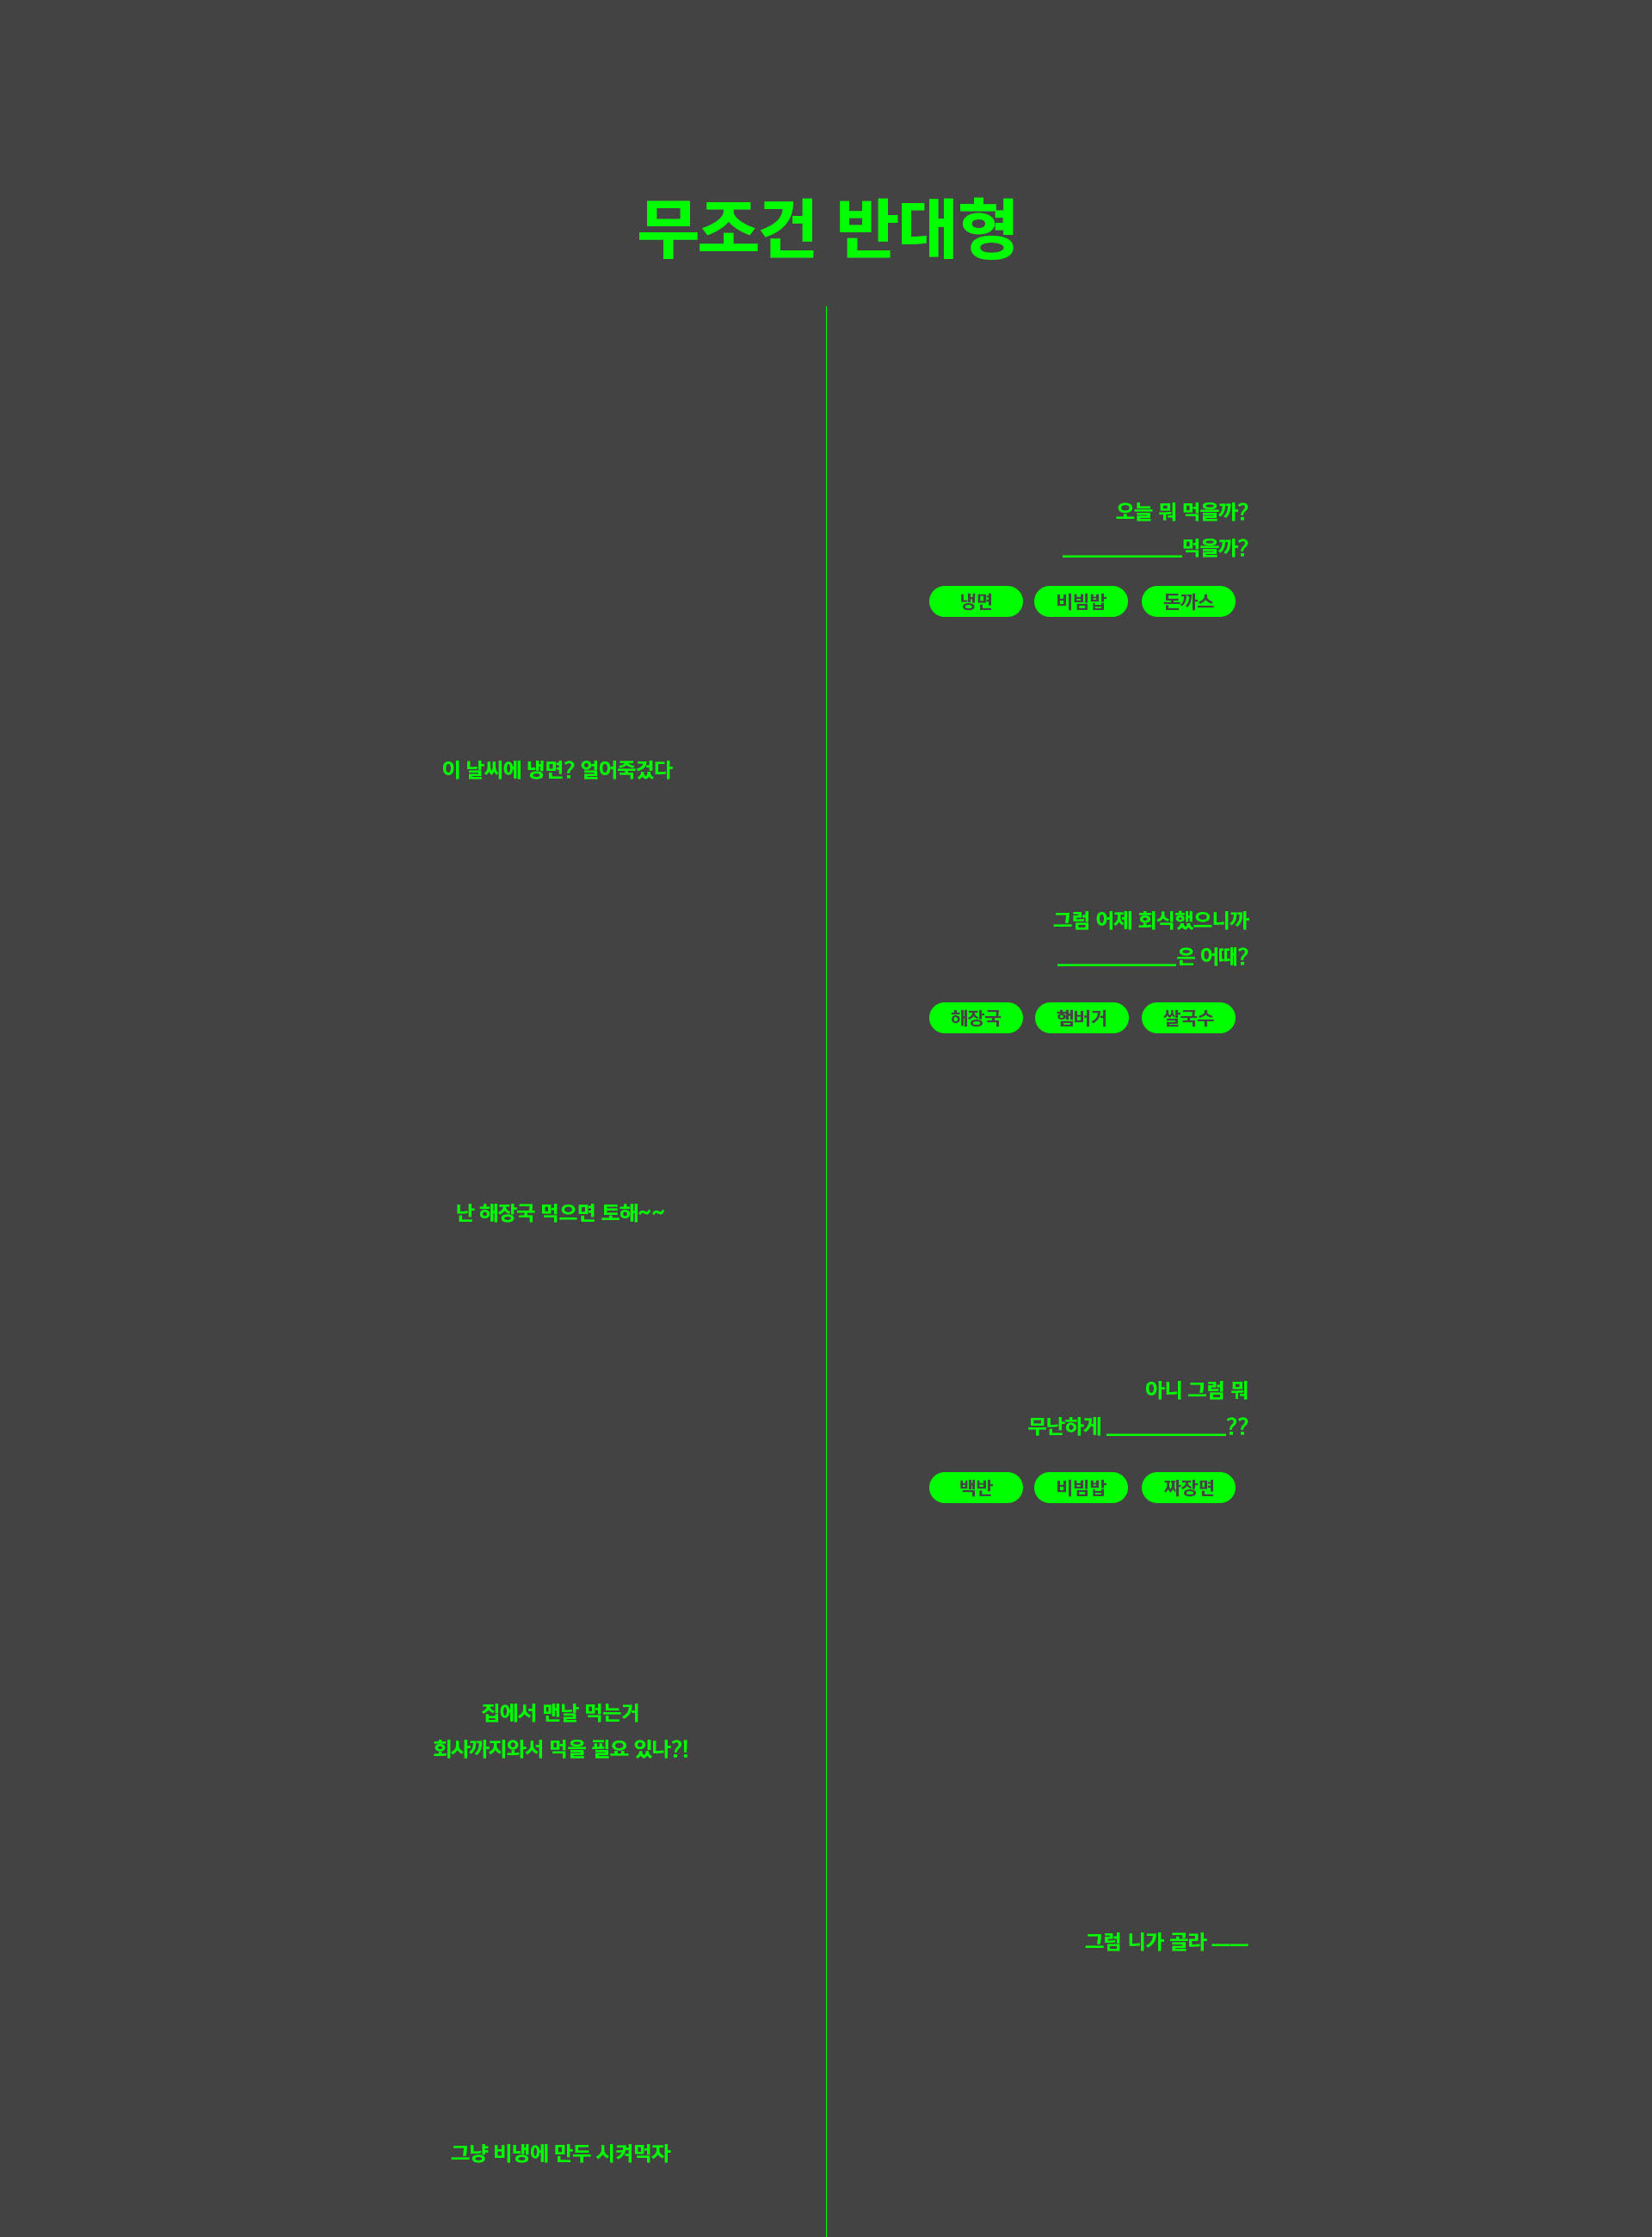 무조건 반대형
오늘 뭐 먹을까?
___________먹을까?
냉면 비빔밥 돈까스
이 날씨에 냉면? 얼어죽겄다
그럼 어제 회식했으니까
___________은 어때?
해장국 햄버거 쌀국수
난 해장국 먹으면 토해~~
아니 그럼 뭐
무난하게 ___________??
백반 비빔밥 짜장면
집에서 맨날 먹는거
회사까지와서 먹을 필요 있나?!
그럼 니가 골라 ——
그냥 비냉에 만두 시켜먹자